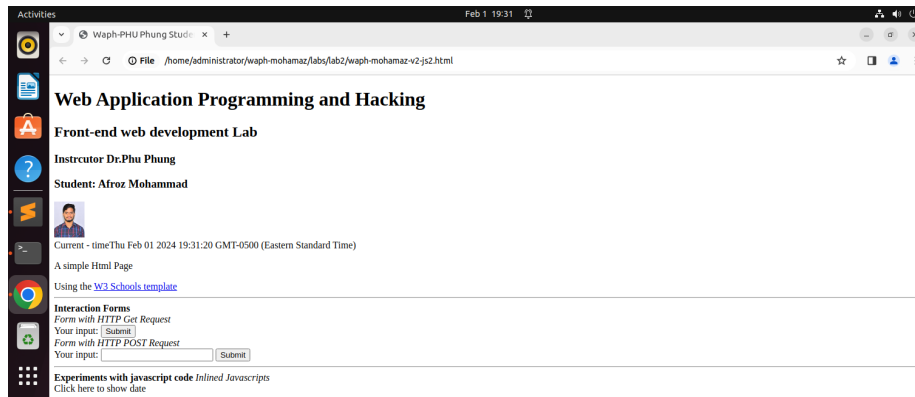 Activities
Feb 1 19:31
Waph-PHU Phung Stude
File /home/administrator/waph-mohamaz/labs/lab2/waph-mohamaz-v2-js2.html
Web Application Programming and Hacking
Front-end web development Lab
Instrcutor Dr.Phu Phung
Student: Afroz Mohammad
Current - timeThu Feb 01 2024 19:31:20 GMT-0500 (Eastern Standard Time)
A simple Html Page
Using the W3 Schools template
Interaction Forms
Form with HTTP Get Request
Your input: Submit
Form with HTTP POST Request
Your input: Submit
Experiments with javascript code Inlined Javascripts
Click here to show date